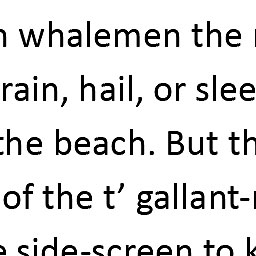 n whalemen the
rain, hail, or slee
the beach. But th
of the t’ gallant-
e side-screen to k